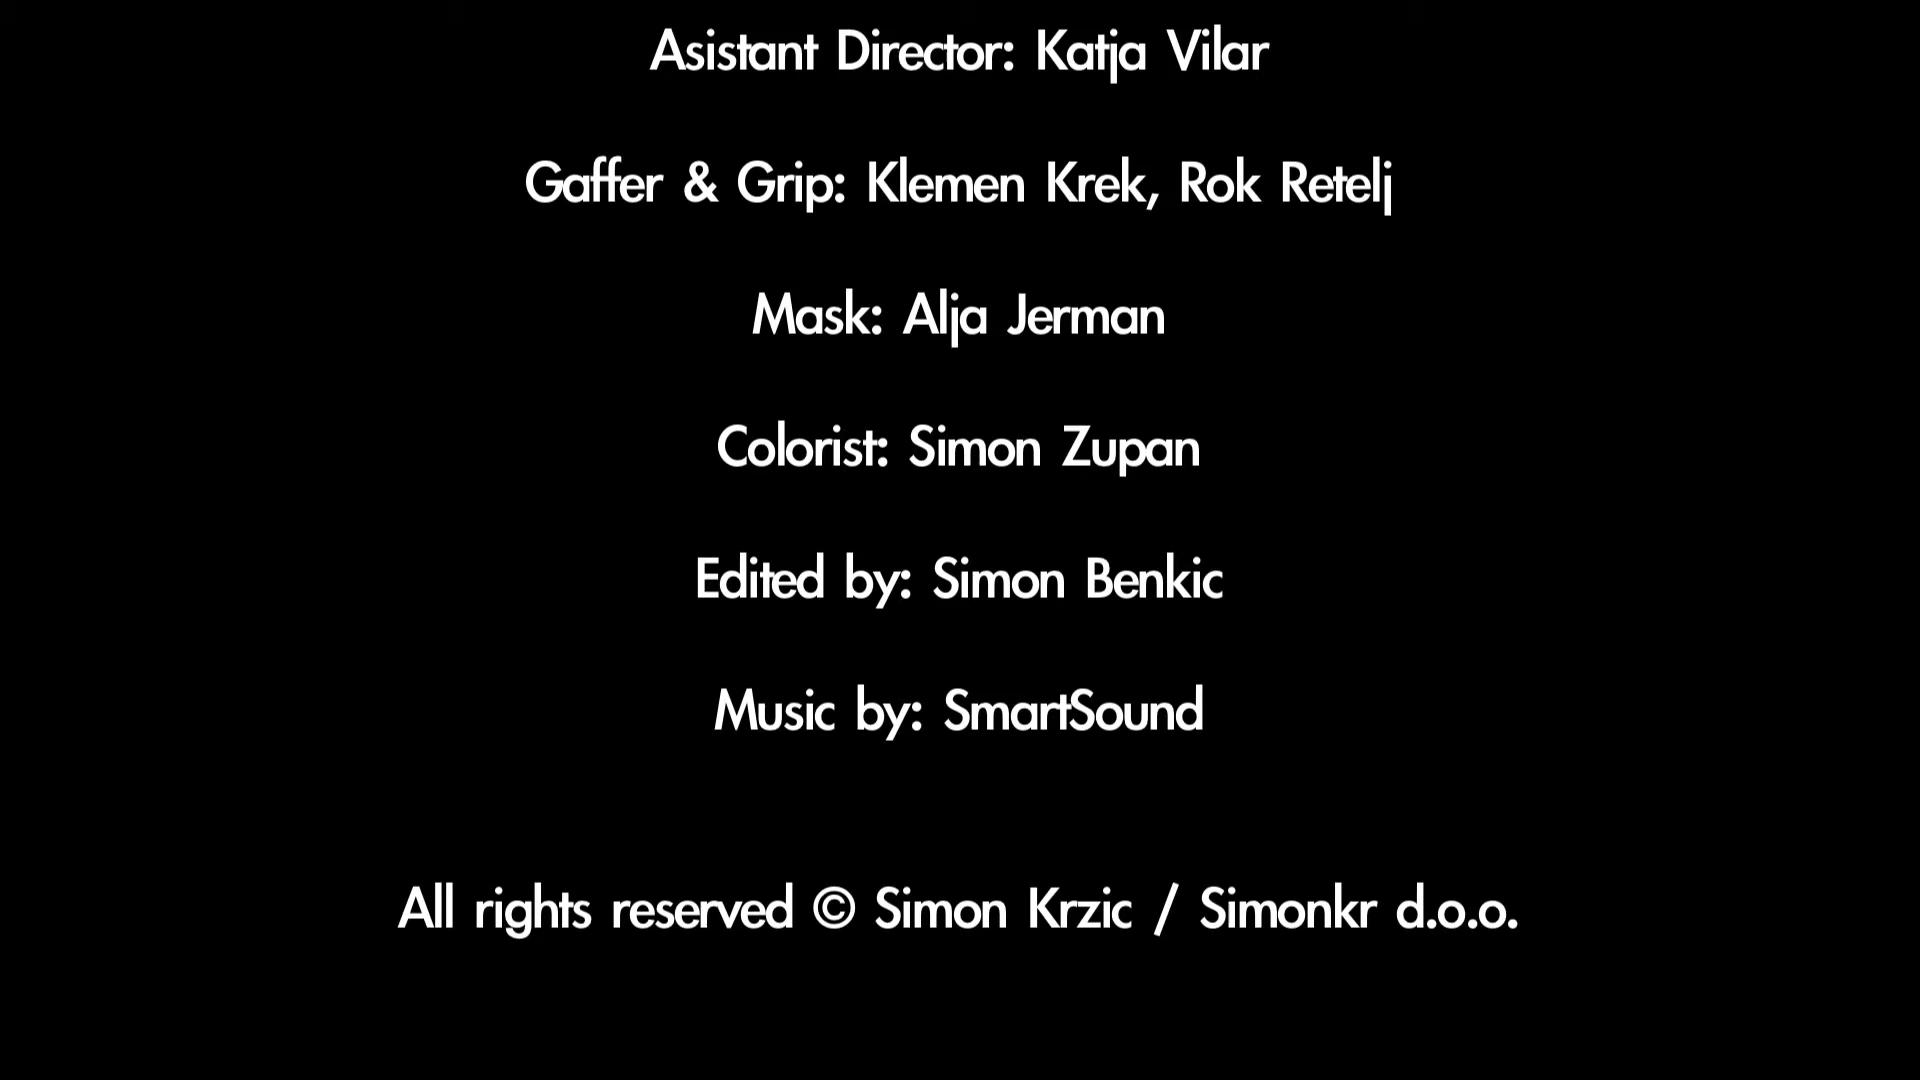 Asistant Director: Katja Vilar
Gaffer & Grip: Klemen Krek, Rok Retelj
Mask: Alja Jerman
Colorist: Simon Zupan
Edited by: Simon Benkic
Music by: SmartSound
All rights reserved © Simon Krzic / Simonkr d.o.o.